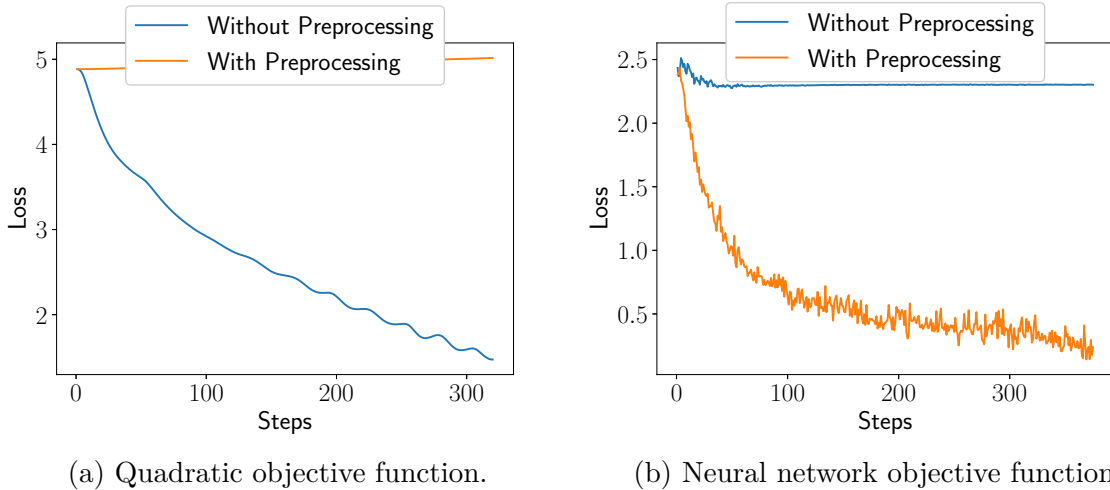 Without Preprocessing
With Preprocessing
5
4
3
2
Loss
0
100
200
300
Steps
(a) Quadratic objective function.
Without Preprocessing
With Preprocessing
2.5
2.0
1.5
1.0
0.5
Loss
0
100
200
300
Steps
(b) Neural network objective function